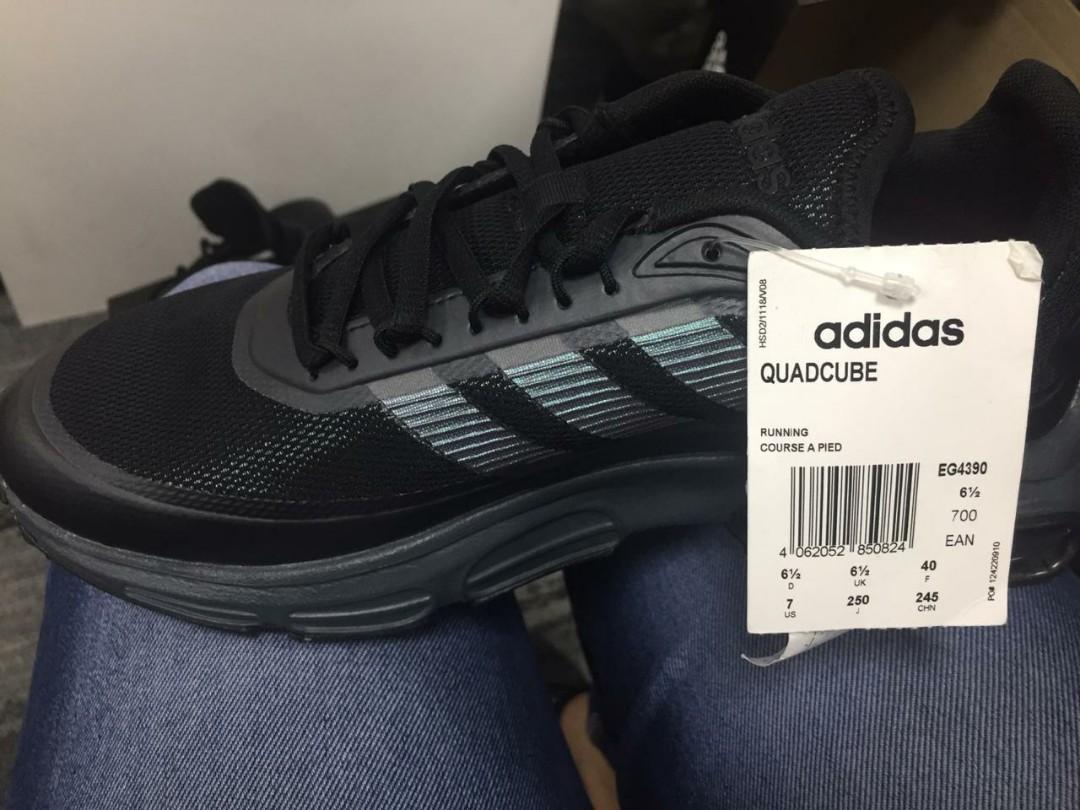 adidas
HSD2/1118/V08
adidas
QUADCUBE
RUNNING
COURSE A PIED
EG4390
6½
700
EAN
4 062052 850824
6½ 6½ 40
D UK F
7 250 245
US J CHN
PO# 124220910